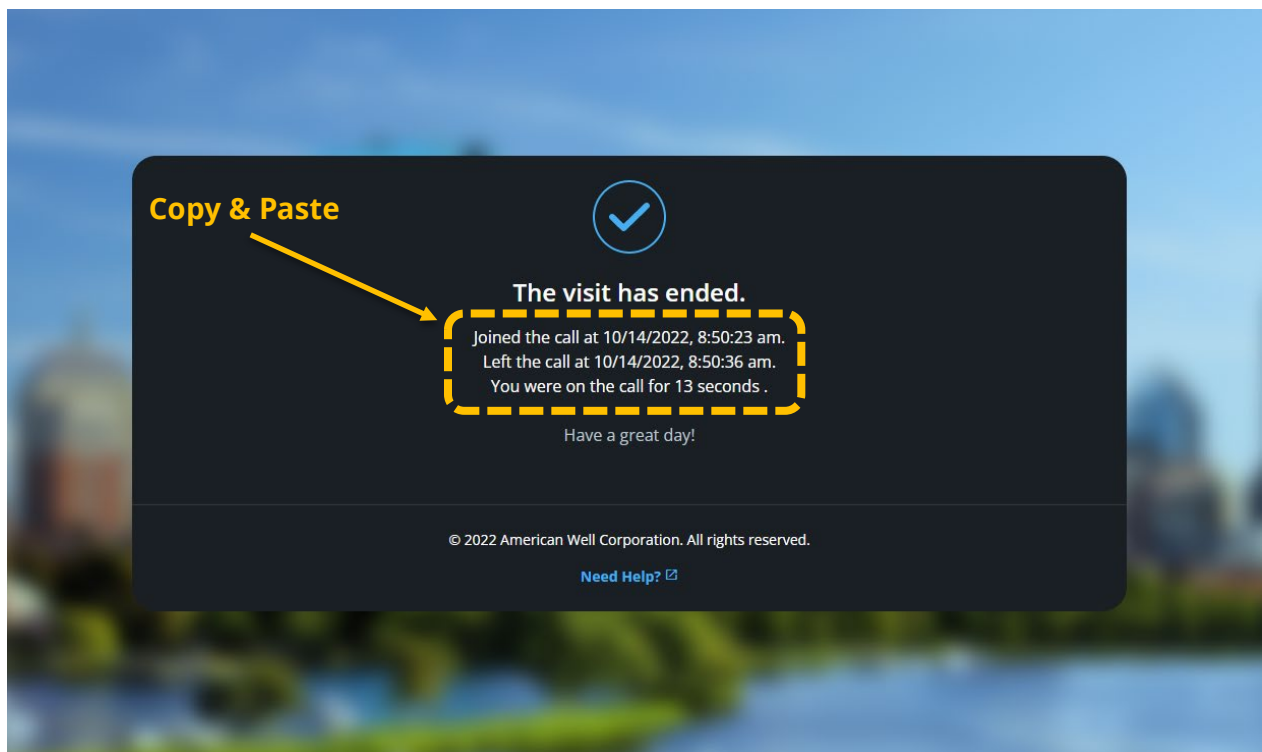 Copy & Paste
The visit has ended.
Joined the call at 10/14/2022, 8:50:23 am.
Left the call at 10/14/2022, 8:50:36 am.
You were on the call for 13 seconds .
Have a great day!
© 2022 American Well Corporation. All rights reserved.
Need Help?